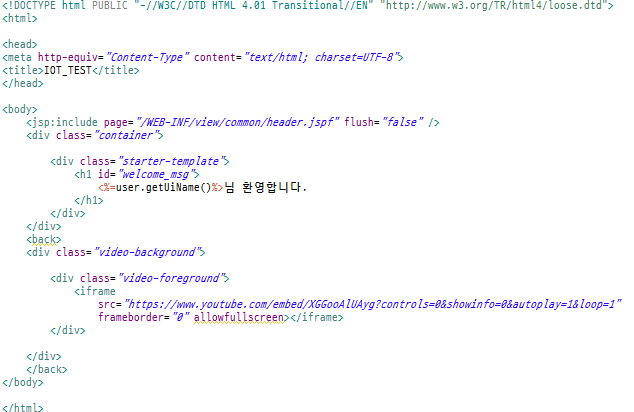 <!DOCTYPE html PUBLIC "-//W3C//DTD HTML 4.01 Transitional//EN" "http://www.w3.org/TR/html4/loose.dtd">
<html>
<head>
<meta http-equiv="Content-Type" content="text/html; charset=UTF-8">
<title>IOT_TEST</title>
</head>
<body>
<jsp:include page="/WEB-INF/view/common/header.jspf" flush="false" />
<div class="container">
<div class="starter-template">
<h1 id="welcome_msg">
<%=user.getUiName()%>님 환영합니다.
</h1>
</div>
</div>
<back>
<div class="video-background">
<div class="video-foreground">
<iframe
src="https://www.youtube.com/embed/XGGooAlUAyg?controls=0&showinfo=0&autoplay=1&loop=1"
frameborder="0" allowfullscreen></iframe>
</div>
</div>
</back>
</body>
</html>